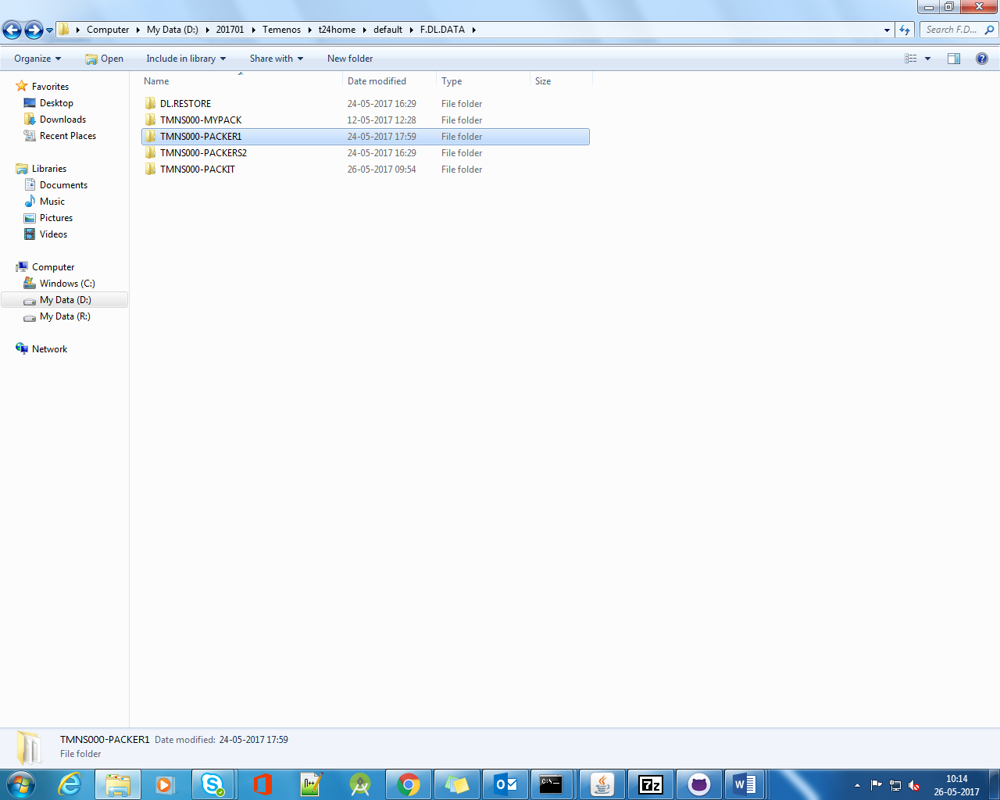 Computer My Data (D:) 201701 Temenos t24home default F.DL.DATA Search F.D...
Organize Open Include in library Share with New folder
Name Date modified Type Size
Favorites
Desktop
Downloads
Recent Places
Libraries
Documents
Music
Pictures
Videos
Computer
Windows (C:)
My Data (D:)
My Data (R:)
Network
DL.RESTORE 24-05-2017 16:29 File folder
TMNS000-MYPACK 12-05-2017 12:28 File folder
TMNS000-PACKER1 24-05-2017 17:59 File folder
TMNS000-PACKERS2 24-05-2017 16:29 File folder
TMNS000-PACKIT 26-05-2017 09:54 File folder
TMNS000-PACKER1 Date modified: 24-05-2017 17:59
File folder
10:14
26-05-2017